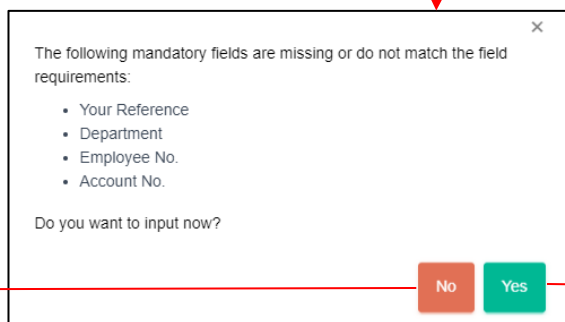 ×
The following mandatory fields are missing or do not match the field
requirements:
• Your Reference
• Department
• Employee No.
• Account No.
Do you want to input now?
No Yes